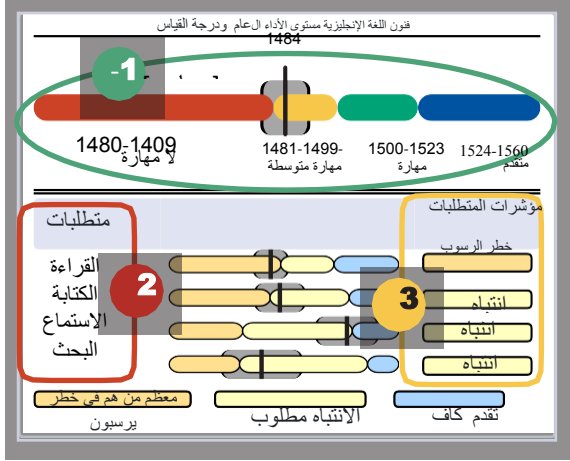 فنون اللغة الإنجليزية مستوى الأداء العام ودرجة القياس
1484
-1
1480-1409
لا مهارة
1481-1499-
مهارة متوسطة
1500-1523
مهارة
1524-1560
متقدم
متطلبات
مؤشرات المتطلبات
القراءة
الكتابة
الاستماع
البحث
2
3
خطر الرسوب
انتباه
انتباه
انتباه
معظم من هم في خطر
يرسبون
الانتباه مطلوب
تقدم كاف